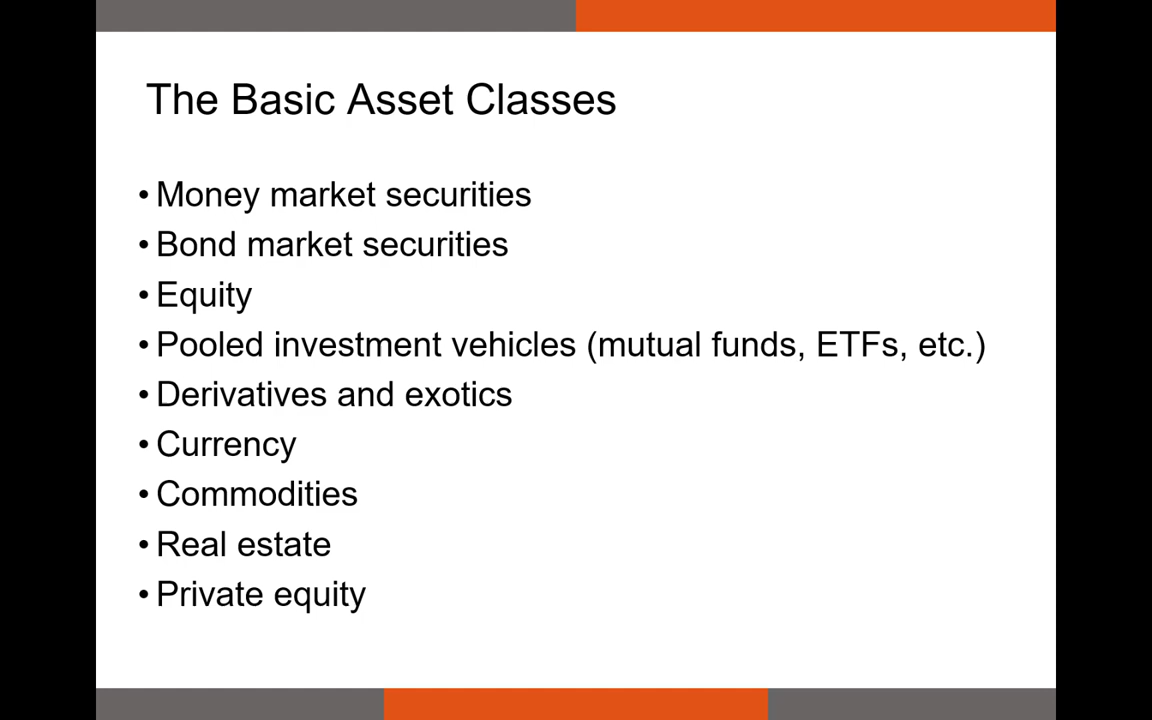 The Basic Asset Classes
• Money market securities
• Bond market securities
• Equity
• Pooled investment vehicles (mutual funds, ETFs, etc.)
• Derivatives and exotics
• Currency
• Commodities
• Real estate
• Private equity